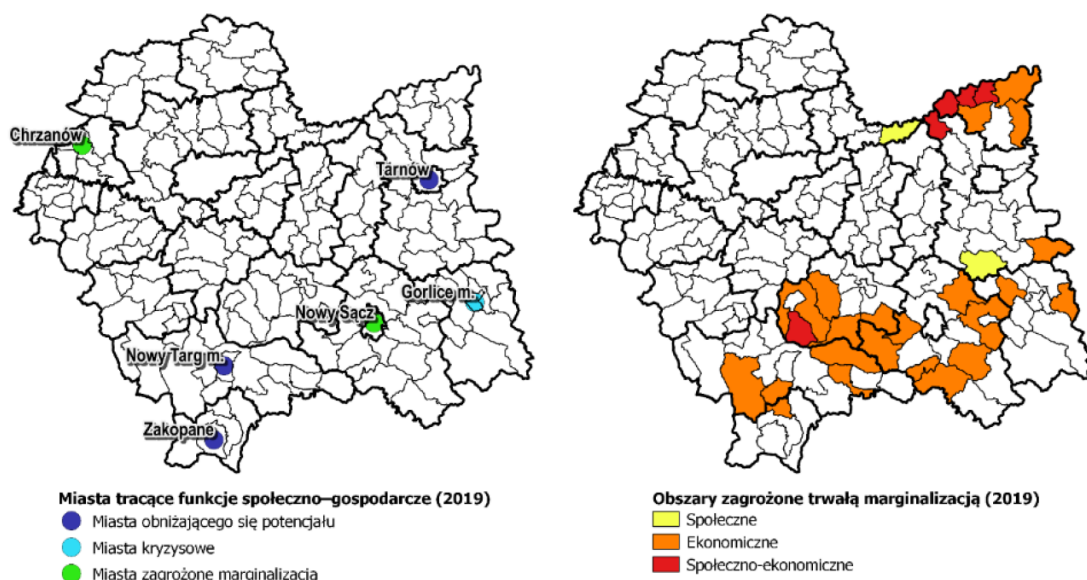 Chrzanów
Tarnów
Gorlice m.
Nowy Sącz
Nowy Targ m.
Zakopane
Miasta tracące funkcje społeczno-gospodarcze (2019)
Miasta obniżającego się potencjału
Miasta kryzysowe
Miasta zagrożone marginalizacją
Obszary zagrożone trwałą marginalizacją (2019)
Społeczne
Ekonomiczne
Społeczno-ekonomiczne